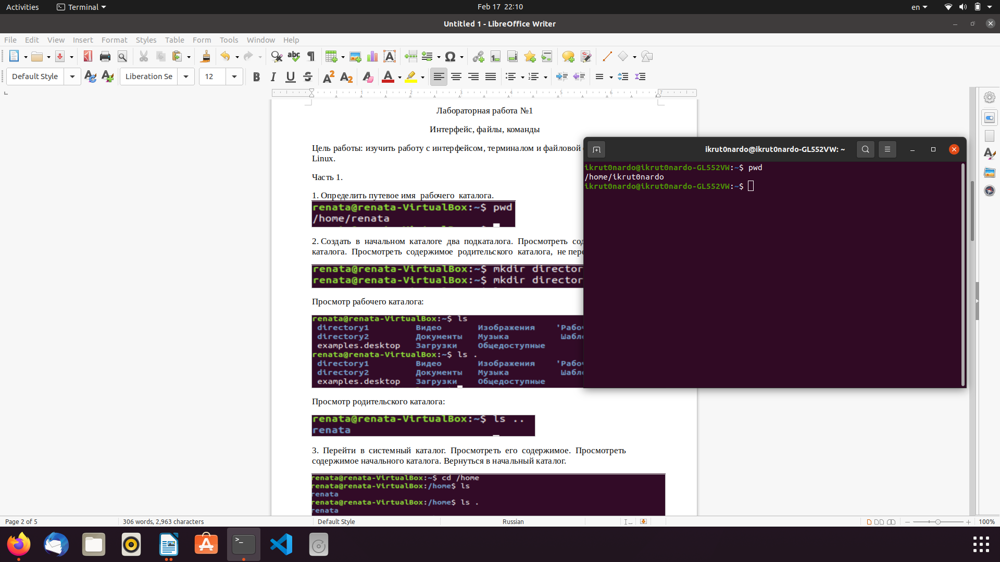 Activities
Terminal
Feb 17 22:10
en
Untitled 1 - LibreOffice Writer
File Edit View Insert Format Styles Table Form Tools Window Help
Default Style
Liberation Se
12
1 2 3 4 5 6 7
Лабораторная работа №1
Интерфейс, файлы, команды
Цель работы: изучить работу с интерфейсом, терминалом и файловой
Linux.
Часть 1.
1. Определить путевое имя рабочего каталога.
renata@renata-VirtualBox:~$ pwd
/home/renata
2. Создать в начальном каталоге два подкаталога. Просмотреть
каталога. Просмотреть содержимое родительского каталога, не
renata@renata-VirtualBox:~$ mkdir
renata@renata-VirtualBox:~$ mkdir
Просмотр рабочего каталога:
renata@renata-VirtualBox:~$ ls
directory1 Видео Изображения
directory2 Документы Музыка
examples.desktop Загрузки Общедоступные
renata@renata-VirtualBox:~$ ls .
directory1 Видео Изображения
directory2 Документы Музыка
examples.desktop Загрузки Общедоступные
Просмотр родительского каталога:
renata@renata-VirtualBox:~$ ls ..
renata
3. Перейти в системный каталог. Просмотреть его содержимое. Просмотреть
содержимое начального каталога. Вернуться в начальный каталог.
renata@renata-VirtualBox:~$ cd /home
renata@renata-VirtualBox:/home$ ls
renata
renata@renata-VirtualBox:/home$ ls .
renata
ikrut0nardo@ikrut0nardo-GL552VW: ~
ikrut0nardo@ikrut0nardo-GL552VW:~$ pwd
/home/ikrut0nardo
ikrut0nardo@ikrut0nardo-GL552VW:~$
Page 2 of 5
306 words, 2,963 characters
Default Style
Russian
100%